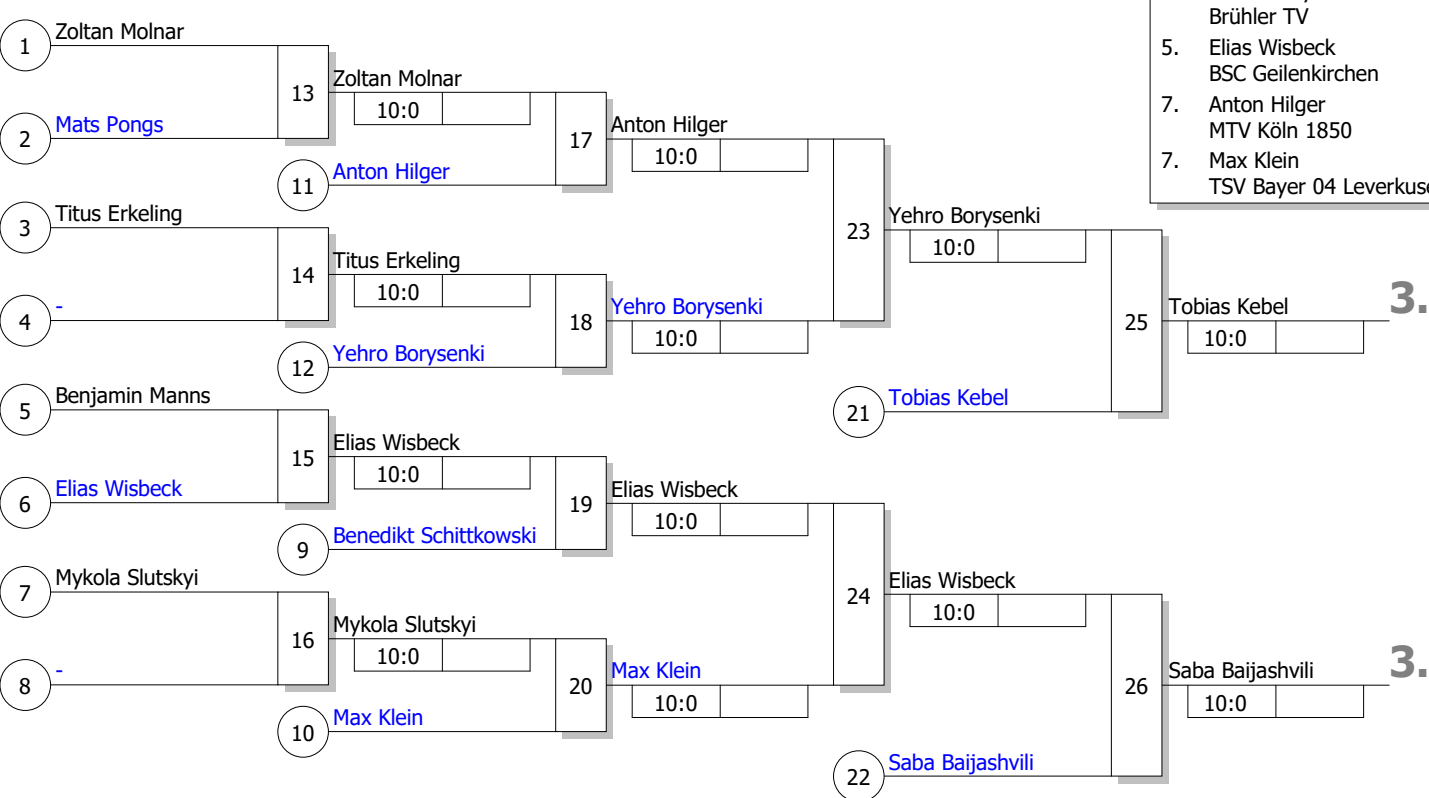 Brühler TV
5. Elias Wisbeck
BSC Geilenkirchen
7. Anton Hilger
MTV Köln 1850
7. Max Klein
TSV Bayer 04 Leverkuse
1 Zoltan Molnar
2 Mats Pongs
3 Titus Erkeling
4 -
5 Benjamin Manns
6 Elias Wisbeck
7 Mykola Slutskyi
8 -
13 Zoltan Molnar
10:0
11 Anton Hilger
14 Titus Erkeling
10:0
12 Yehro Borysenki
15 Elias Wisbeck
10:0
9 Benedikt Schittkowski
16 Mykola Slutskyi
10:0
10 Max Klein
17 Anton Hilger
10:0
18 Yehro Borysenki
10:0
19 Elias Wisbeck
10:0
20 Max Klein
10:0
23 Yehro Borysenki
10:0
21 Tobias Kebel
24 Elias Wisbeck
10:0
22 Saba Baijashvili
25 Tobias Kebel 3.
10:0
26 Saba Baijashvili 3.
10:0